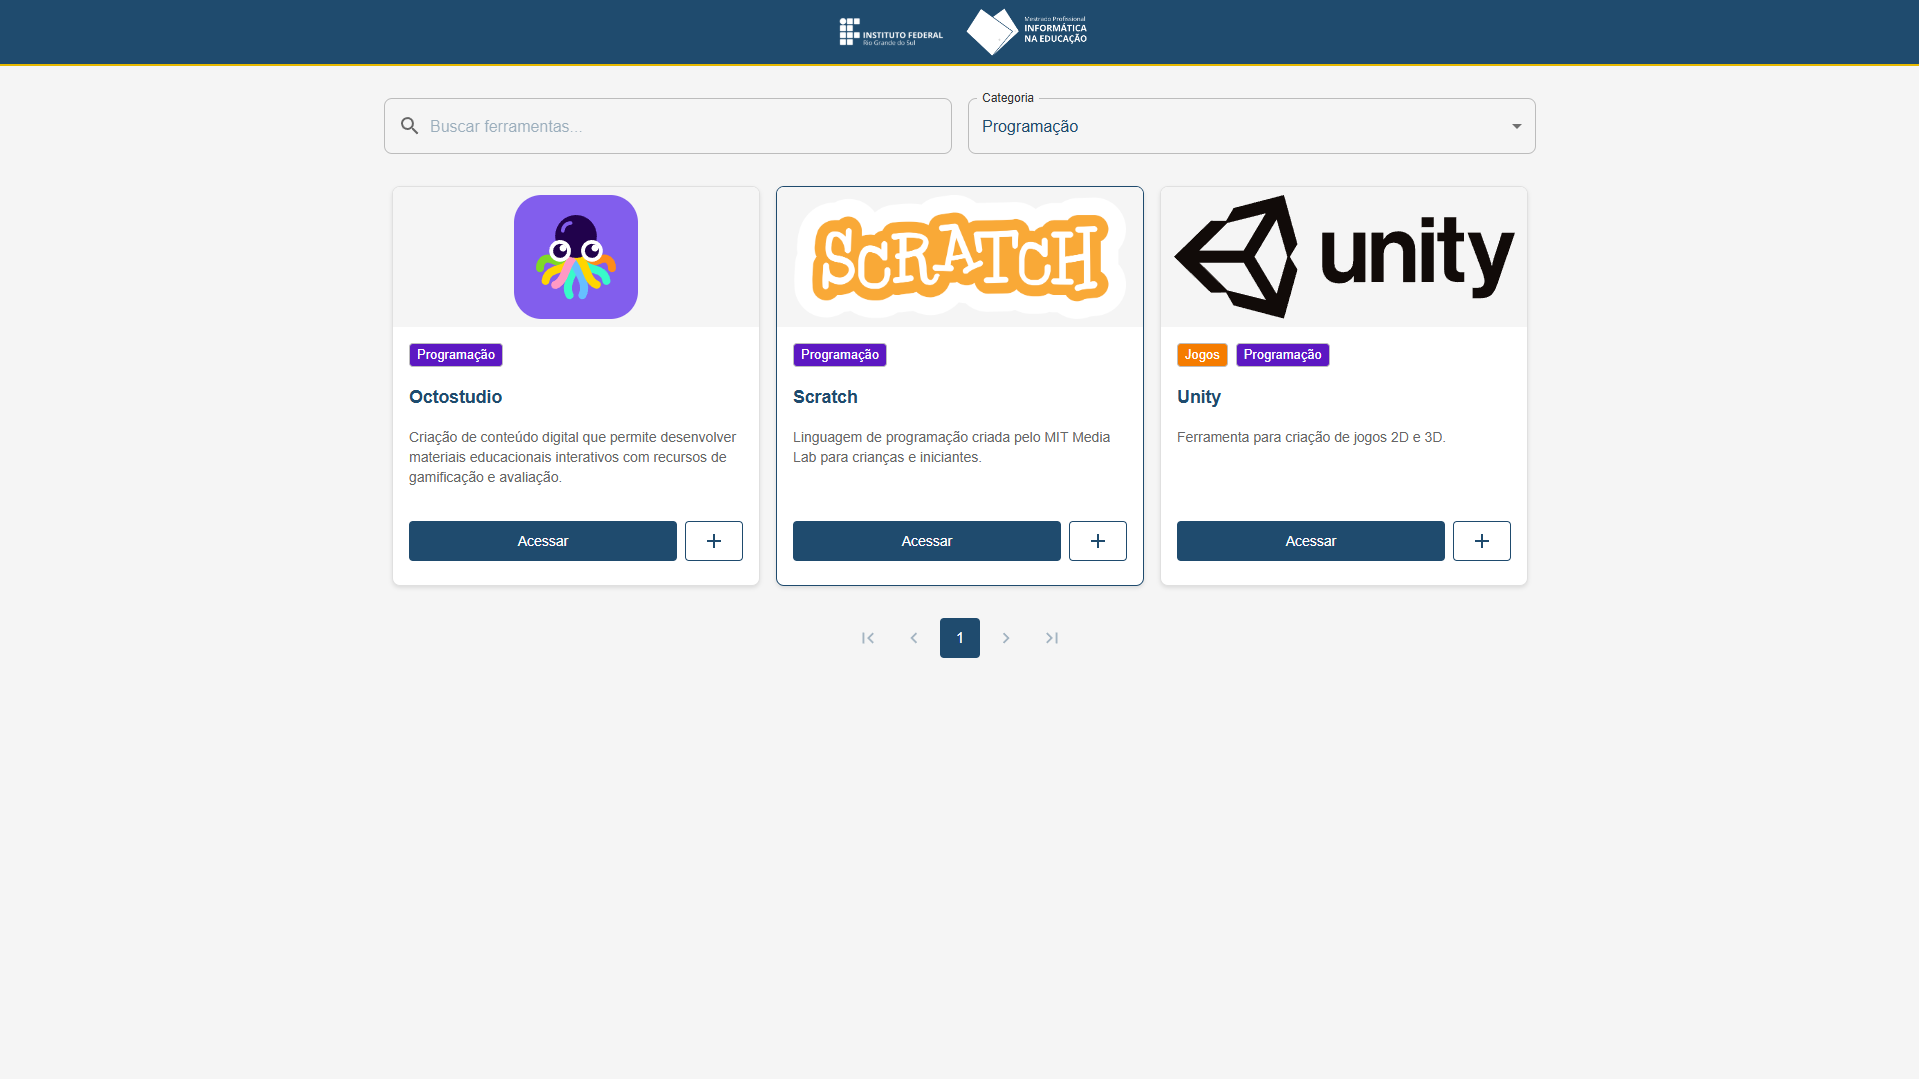 INSTITUTO FEDERAL
Rio Grande do Sul
Mestrado Profissional
INFORMÁTICA
NA EDUCAÇÃO
Categoria
Buscar ferramentas...
Programação
SCRATCH
unity
Programação
Programação
Jogos
Programação
Octostudio
Scratch
Unity
Criação de conteúdo digital que permite desenvolver
materiais educacionais interativos com recursos de
gamificação e avaliação.
Linguagem de programação criada pelo MIT Media
Lab para crianças e iniciantes.
Ferramenta para criação de jogos 2D e 3D.
Acessar
Acessar
Acessar
1